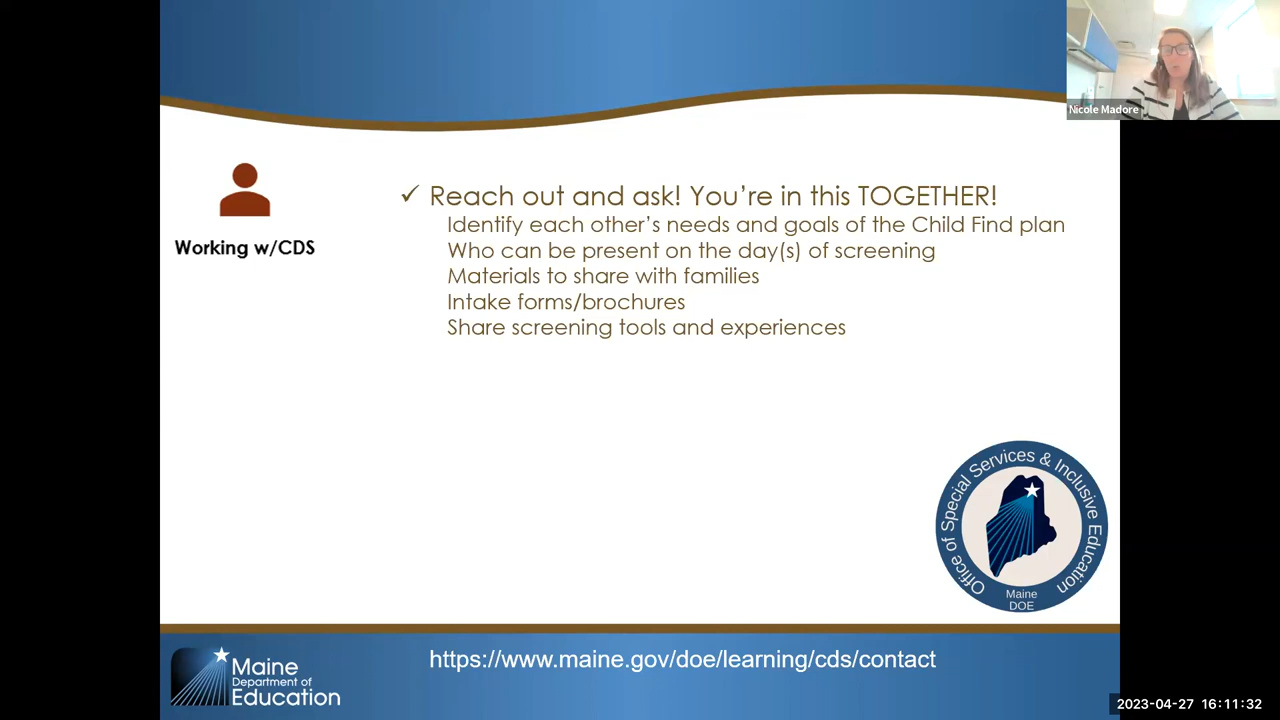 Nicole Madore
Working w/CDS
✓ Reach out and ask! You're in this TOGETHER!
Identify each other's needs and goals of the Child Find plan
Who can be present on the day(s) of screening
Materials to share with families
Intake forms/brochures
Share screening tools and experiences
Office of Special Services & Inclusive Education
Maine
DOE
Maine
Department of
Education
https://www.maine.gov/doe/learning/cds/contact
2023-04-27 16:11:32